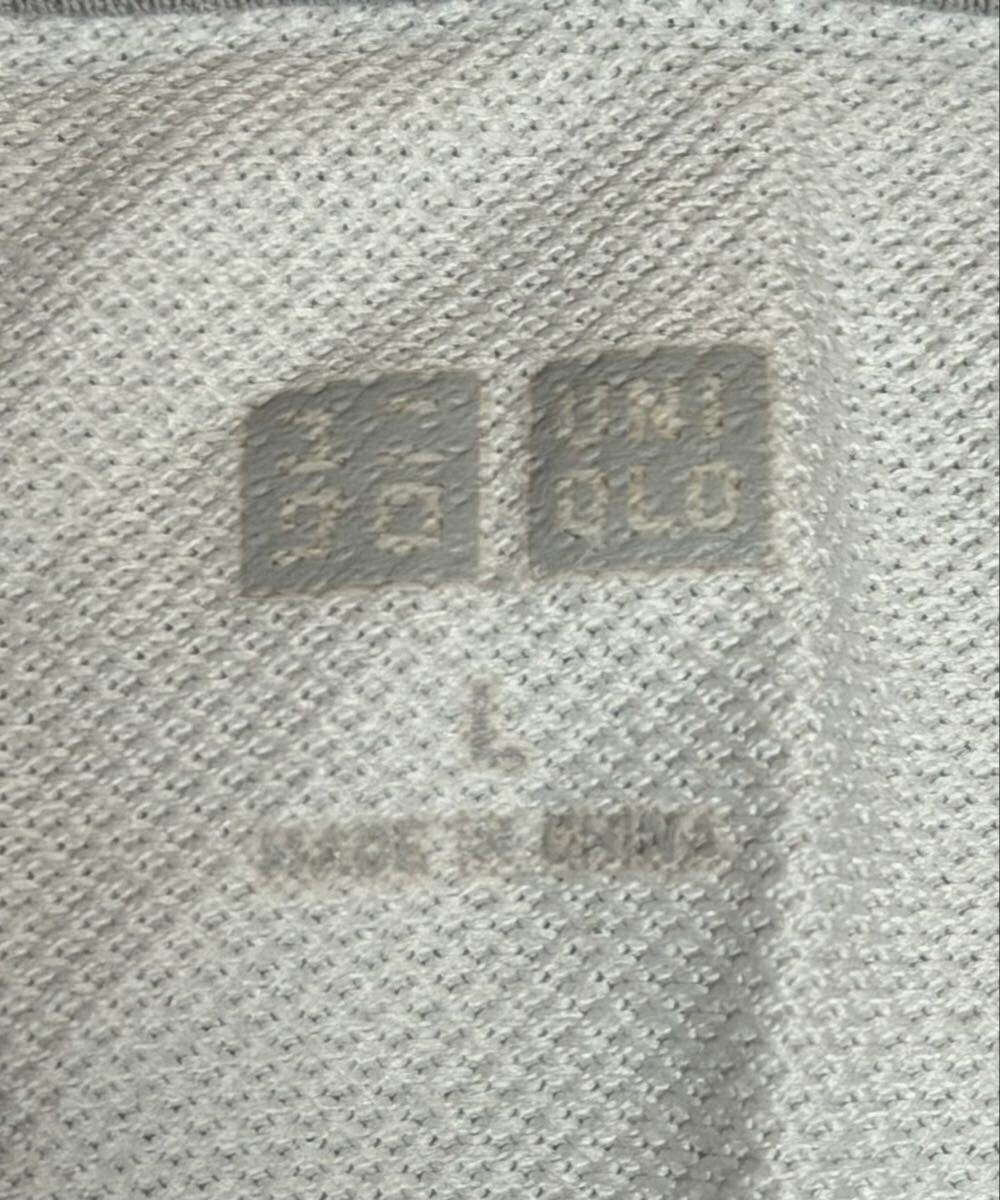 ユニ
クロ
UNI
QLO
L
MADE IN CHINA